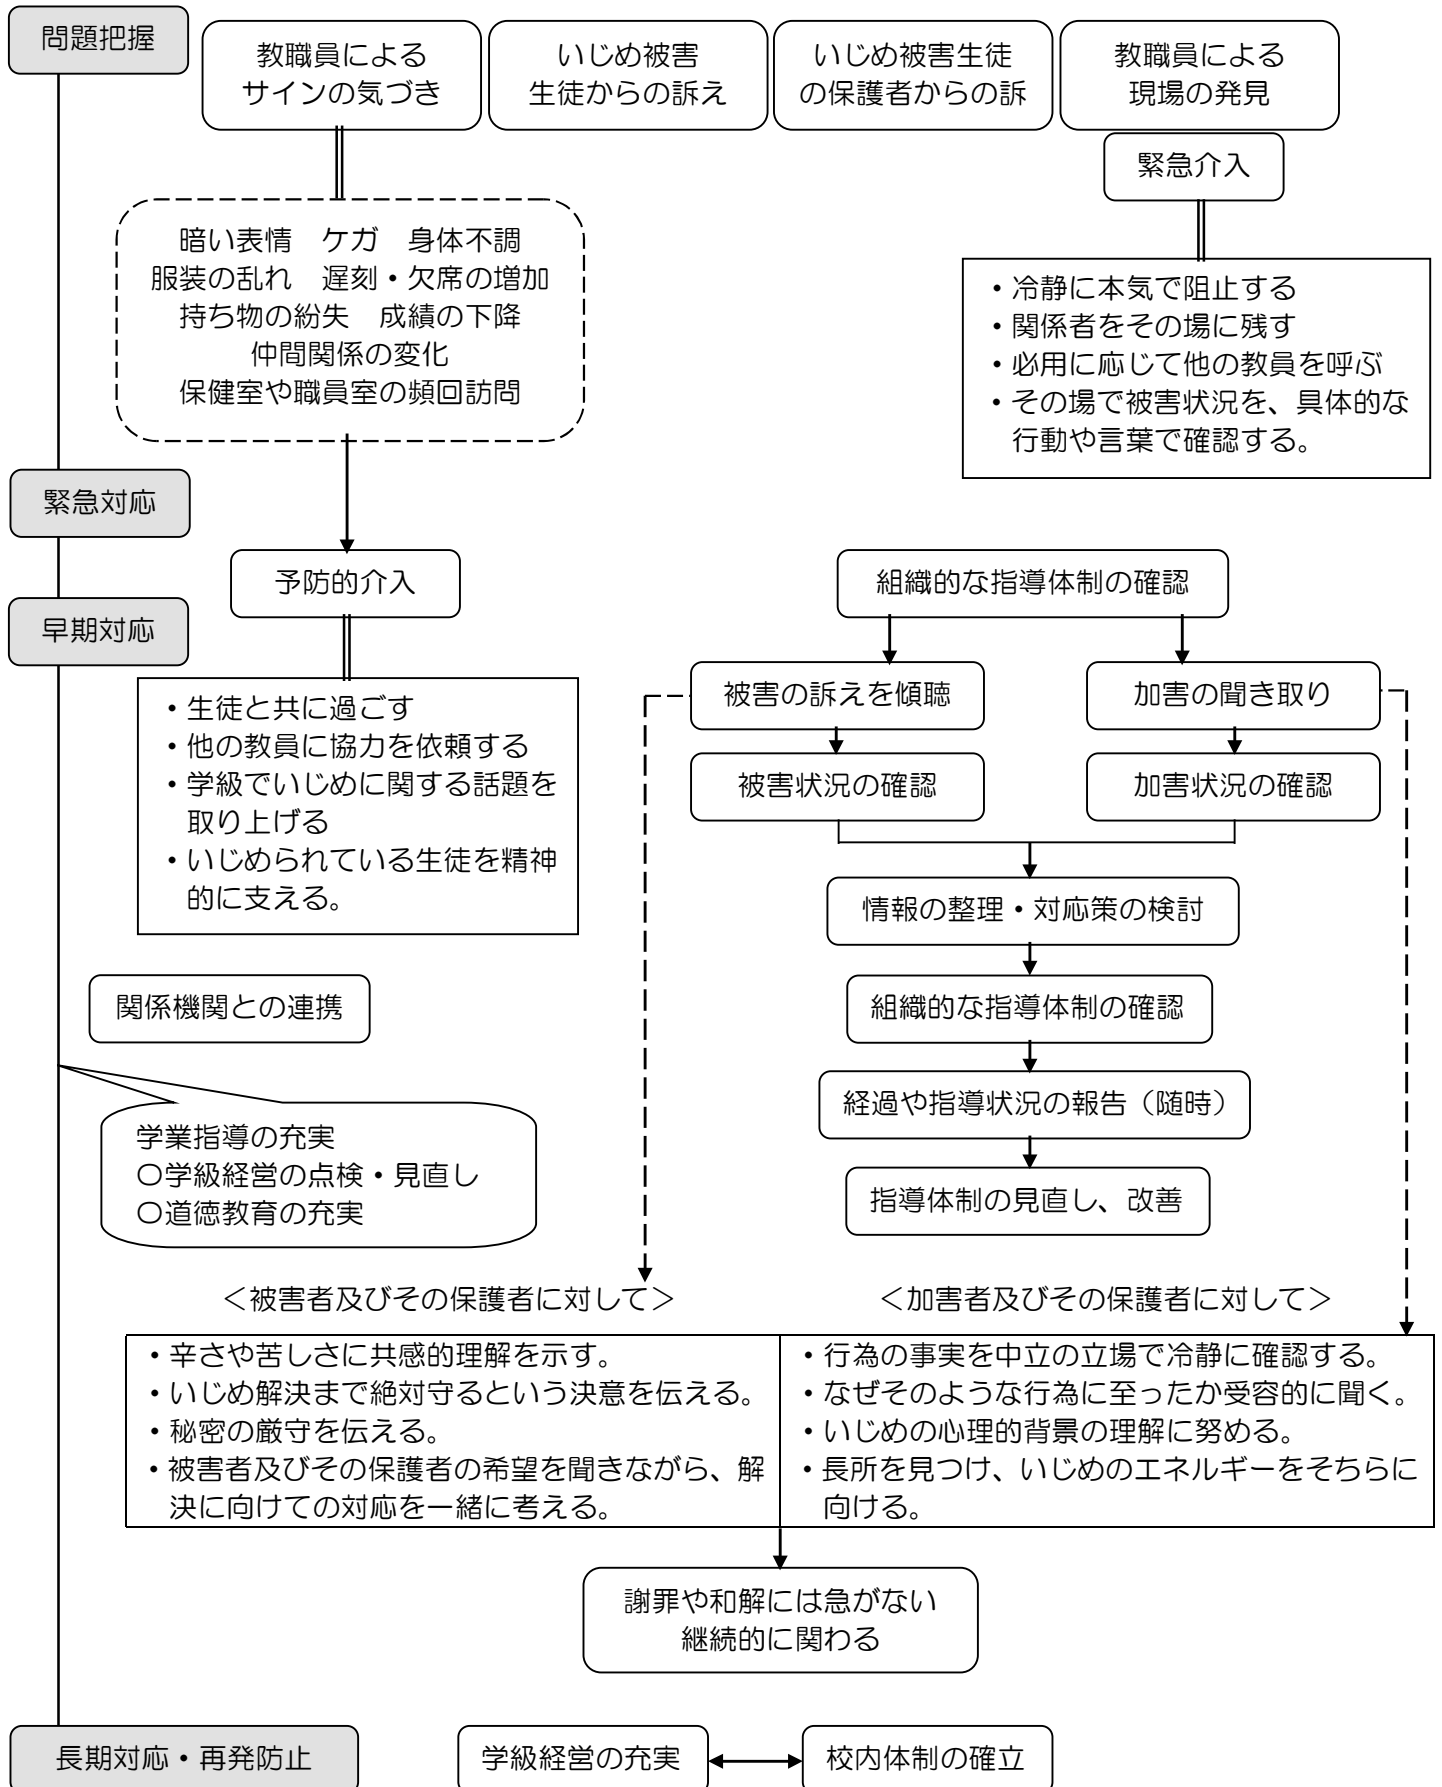 問題把握
教職員による
サインの気づき
いじめ被害
生徒からの訴え
いじめ被害生徒
の保護者からの訴
教職員による
現場の発見
緊急介入
暗い表情　ケガ　身体不調
服装の乱れ　遅刻・欠席の増加
持ち物の紛失　成績の下降
仲間関係の変化
保健室や職員室の頻回訪問
・冷静に本気で阻止する
・関係者をその場に残す
・必用に応じて他の教員を呼ぶ
・その場で被害状況を、具体的な
行動や言葉で確認する。
緊急対応
予防的介入
組織的な指導体制の確認
早期対応
・生徒と共に過ごす
・他の教員に協力を依頼する
・学級でいじめに関する話題を
取り上げる
・いじめられている生徒を精神
的に支える。
被害の訴えを傾聴
加害の聞き取り
被害状況の確認
加害状況の確認
情報の整理・対応策の検討
関係機関との連携
組織的な指導体制の確認
経過や指導状況の報告（随時）
学業指導の充実
〇学級経営の点検・見直し
〇道徳教育の充実
指導体制の見直し、改善
＜被害者及びその保護者に対して＞
＜加害者及びその保護者に対して＞
・辛さや苦しさに共感的理解を示す。
・いじめ解決まで絶対守るという決意を伝える。
・秘密の厳守を伝える。
・被害者及びその保護者の希望を聞きながら、解
決に向けての対応を一緒に考える。
・行為の事実を中立の立場で冷静に確認する。
・なぜそのような行為に至ったか受容的に聞く。
・いじめの心理的背景の理解に努める。
・長所を見つけ、いじめのエネルギーをそちらに
向ける。
謝罪や和解には急がない
継続的に関わる
長期対応・再発防止
学級経営の充実
校内体制の確立